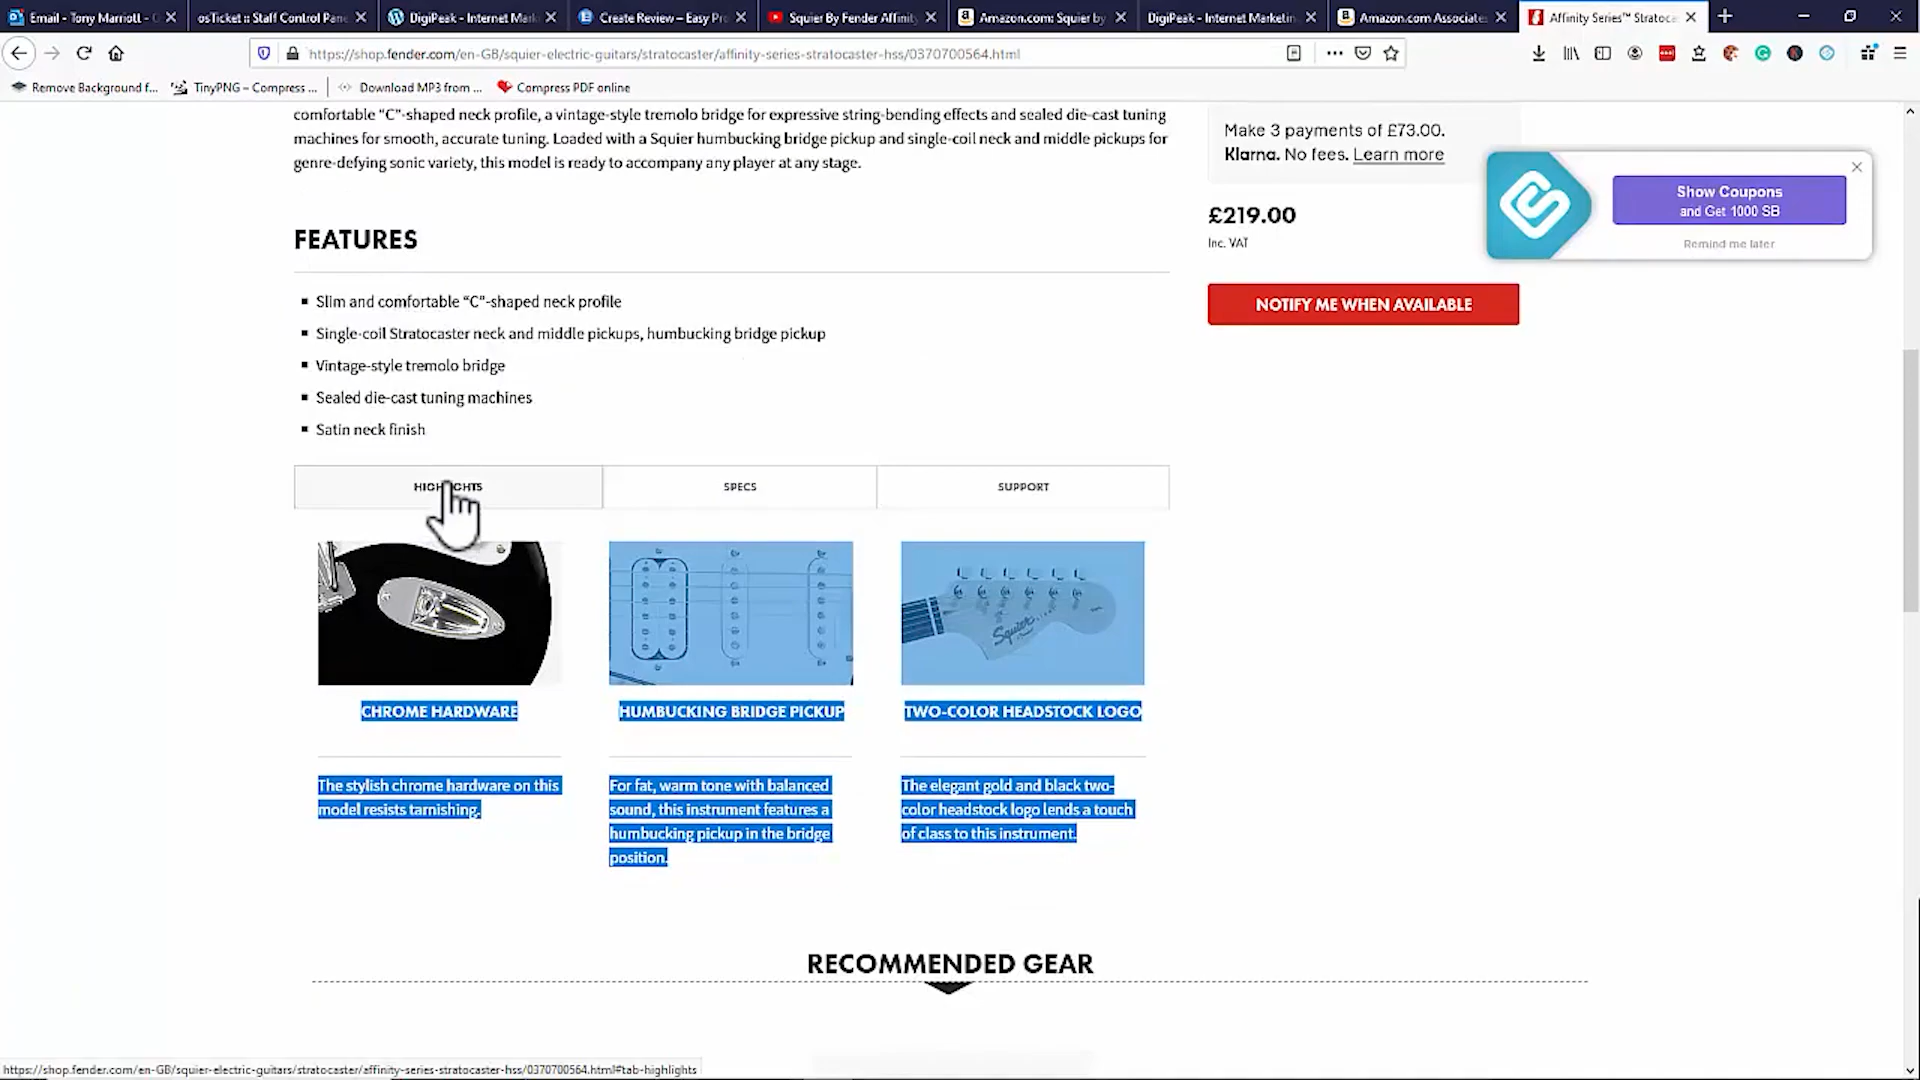 Email - Tony Marriott - O
osTicket :: Staff Control Pane
DigiPeak - Internet Mark
Create Review – Easy Pro
Squier By Fender Affinity
Amazon.com: Squier by
DigiPeak - Internet Marketin
Amazon.com Associate
Affinity Series™ Stratoca
https://shop.fender.com/en-GB/squier-electric-guitars/stratocaster/affinity-series-stratocaster-hss/0370700564.html
Remove Background f...
TinyPNG – Compress ...
Download MP3 from ...
Compress PDF online
comfortable “C”-shaped neck profile, a vintage-style tremolo bridge for expressive string-bending effects and sealed die-cast tuning
machines for smooth, accurate tuning. Loaded with a Squier humbucking bridge pickup and single-coil neck and middle pickups for
genre-defying sonic variety, this model is ready to accompany any player at any stage.
Make 3 payments of £73.00.
Klarna. No fees. Learn more
Show Coupons
and Get 1000 SB
Remind me later
£219.00
Inc. VAT
NOTIFY ME WHEN AVAILABLE
FEATURES
Slim and comfortable “C”-shaped neck profile
Single-coil Stratocaster neck and middle pickups, humbucking bridge pickup
Vintage-style tremolo bridge
Sealed die-cast tuning machines
Satin neck finish
HIGHLIGHTS
SPECS
SUPPORT
Squier
CHROME HARDWARE
HUMBUCKING BRIDGE PICKUP
TWO-COLOR HEADSTOCK LOGO
The stylish chrome hardware on this
model resists tarnishing.
For fat, warm tone with balanced
sound, this instrument features a
humbucking pickup in the bridge
position.
The elegant gold and black two-
color headstock logo lends a touch
of class to this instrument.
RECOMMENDED GEAR
https://shop.fender.com/en-GB/squier-electric-guitars/stratocaster/affinity-series-stratocaster-hss/0370700564.html#tab-highlights